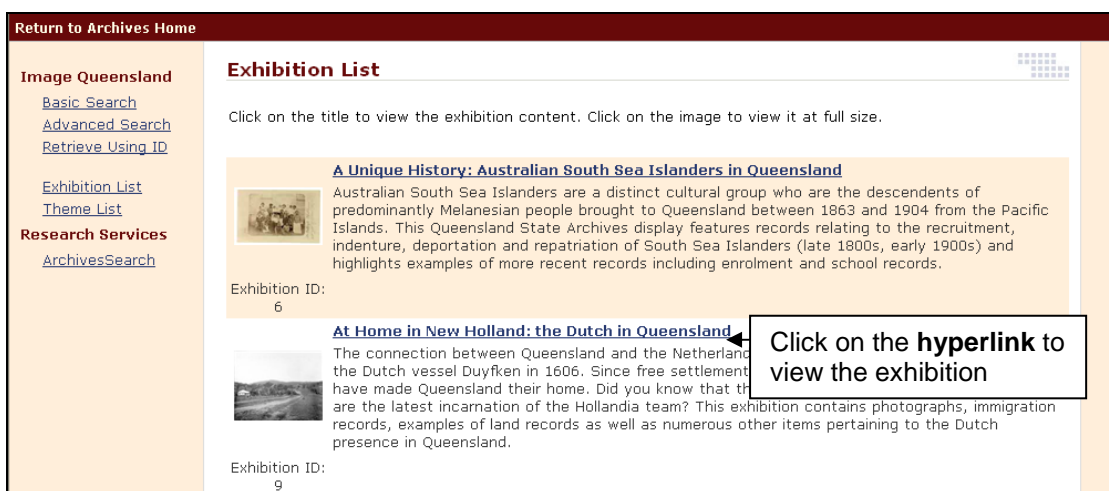 Return to Archives Home
Image Queensland
Basic Search
Advanced Search
Retrieve Using ID
Exhibition List
Theme List
Research Services
ArchivesSearch
Exhibition List
Click on the title to view the exhibition content. Click on the image to view it at full size.
A Unique History: Australian South Sea Islanders in Queensland
Australian South Sea Islanders are a distinct cultural group who are the descendents of
predominantly Melanesian people brought to Queensland between 1863 and 1904 from the Pacific
Islands. This Queensland State Archives display features records relating to the recruitment,
indenture, deportation and repatriation of South Sea Islanders (late 1800s, early 1900s) and
highlights examples of more recent records including enrolment and school records.
Exhibition ID:
6
At Home in New Holland: the Dutch in Queensland
The connection between Queensland and the
the Dutch vessel Duyfken in 1606. Since free settlement
have made Queensland their home. Did you know that
are the latest incarnation of the Hollandia team? This exhibition contains photographs, immigration
records, examples of land records as well as numerous other items pertaining to the Dutch
presence in Queensland.
Exhibition ID:
9
Click on the hyperlink to
view the exhibition